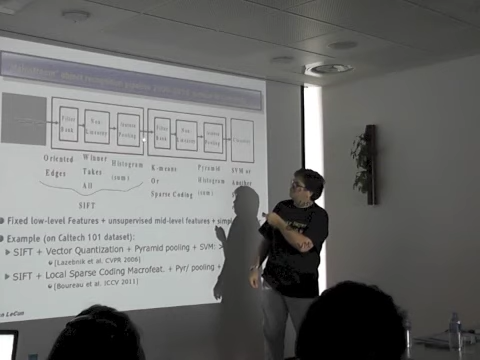 Filter Bank
Non-Linearity
feature Pooling
Filter Bank
Non-Linearity
feature Pooling
Classifier
Oriented Edges
Winner Takes All
Histogram (sum)
K-means Or Sparse Coding
Pyramid Histogram (sum)
SVM or another
SIFT
Fixed low-level Features + unsupervised mid-level features +
Example (on Caltech 101 dataset):
SIFT + Vector Quantization + Pyramid pooling + SVM:
[Lazebnik et al. CVPR 2006]
SIFT + Local Sparse Coding Macrofeat. + Pyr/ pooling +
[Boureau et al. ICCV 2011]
LeCun